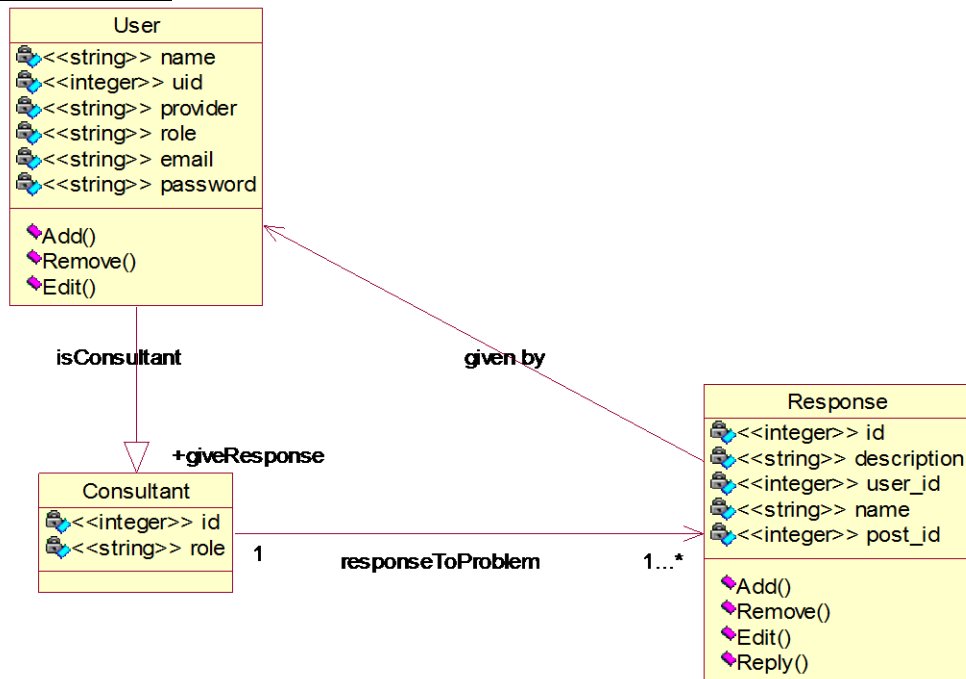 User
<<string>> name
<<integer>> uid
<<string>> provider
<<string>> role
<<string>> email
<<string>> password
Add()
Remove()
Edit()
isConsultant
given by
+giveResponse
Consultant
<<integer>> id
<<string>> role
1
responseToProblem
1...*
Response
<<integer>> id
<<string>> description
<<integer>> user_id
<<string>> name
<<integer>> post_id
Add()
Remove()
Edit()
Reply()